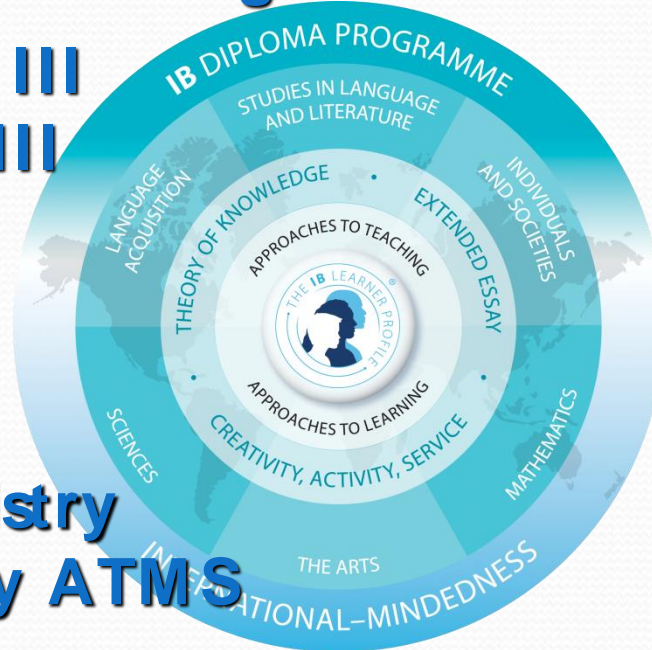 III
IB DIPLOMA PROGRAMME
STUDIES IN LANGUAGE
AND LITERATURE
LANGUAGE
ACQUISITION
INDIVIDUALS
AND SOCIETIES
THEORY OF KNOWLEDGE
EXTENDED ESSAY
APPROACHES TO TEACHING
THE IB LEARNER PROFILE®
APPROACHES TO LEARNING
CREATIVITY, ACTIVITY, SERVICE
SCIENCES
MATHEMATICS
THE ARTS
stry
y ATMS
INTERNATIONAL–MINDEDNESS